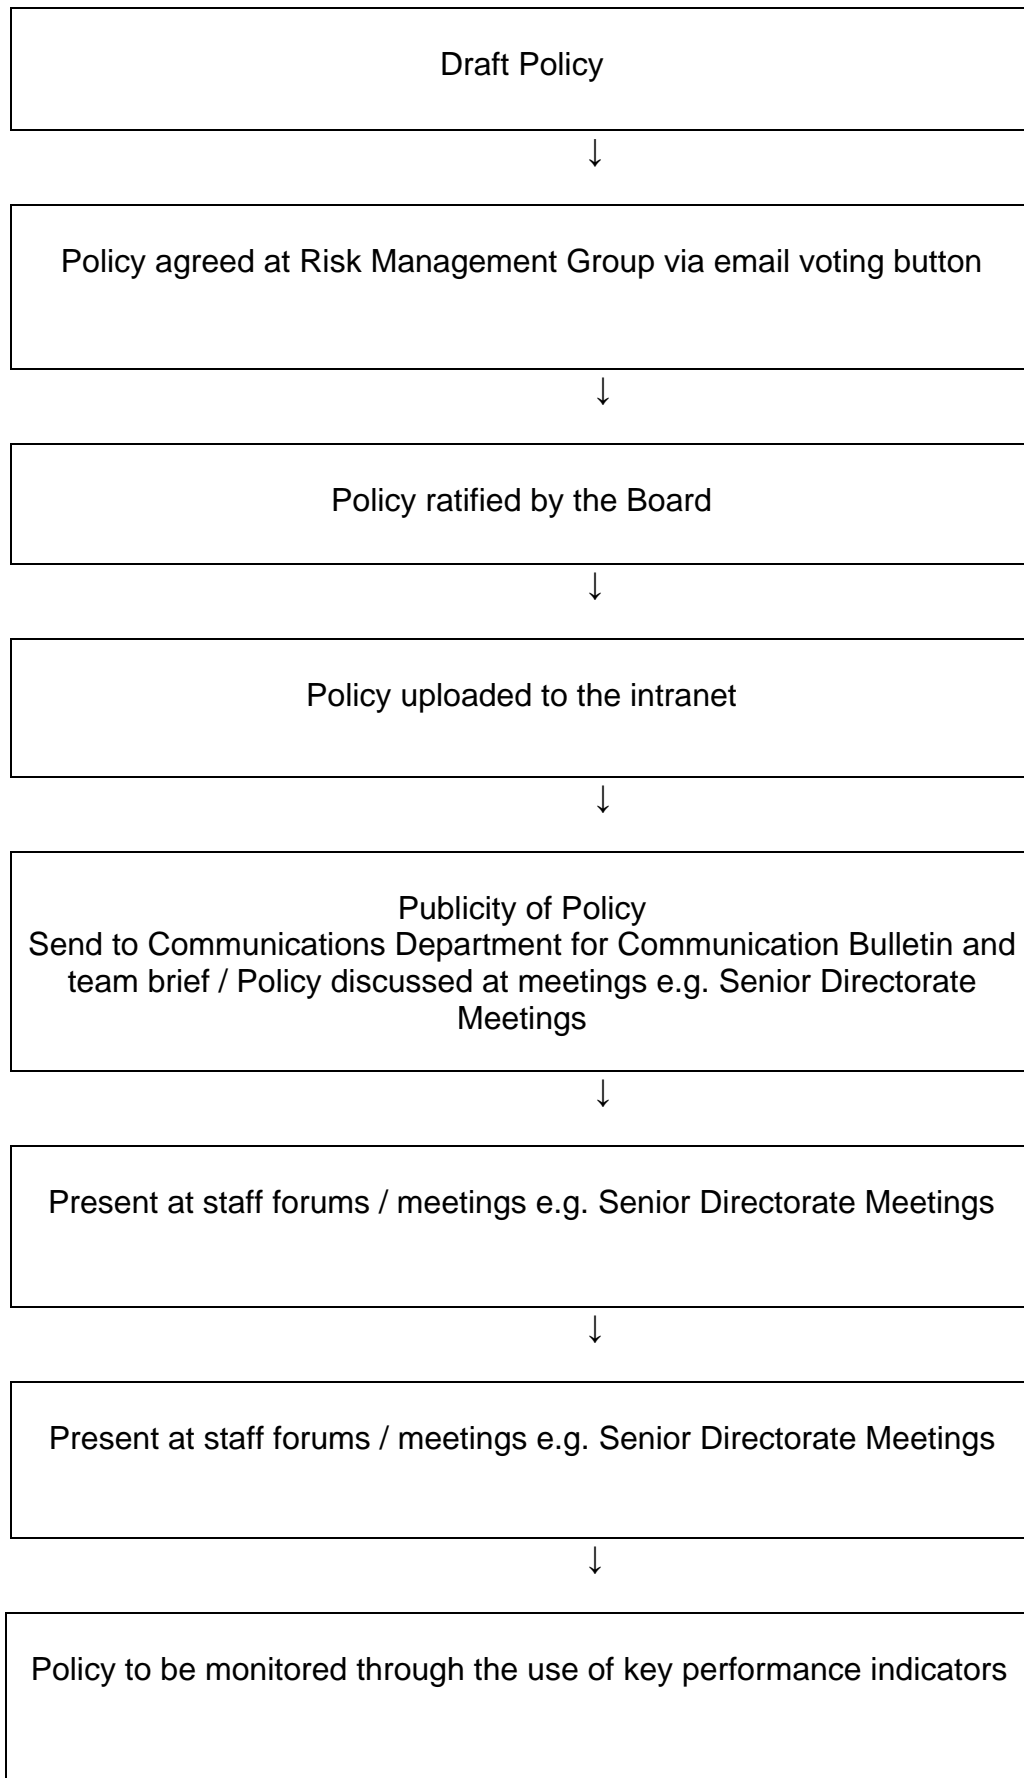 Draft Policy
↓
Policy agreed at Risk Management Group via email voting button
↓
Policy ratified by the Board
↓
Policy uploaded to the intranet
↓
Publicity of Policy
Send to Communications Department for Communication Bulletin and
team brief / Policy discussed at meetings e.g. Senior Directorate
Meetings
↓
Present at staff forums / meetings e.g. Senior Directorate Meetings
↓
Present at staff forums / meetings e.g. Senior Directorate Meetings
↓
Policy to be monitored through the use of key performance indicators